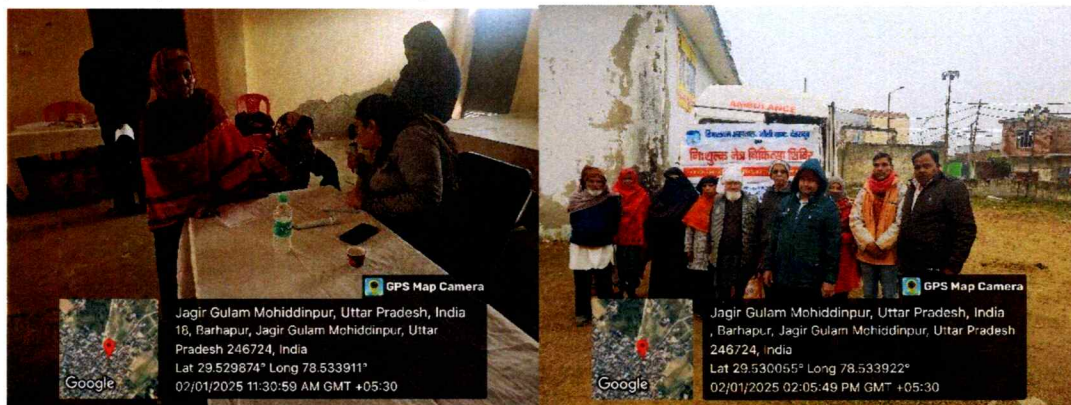 GPS Map Camera
Jagir Gulam Mohiddinpur, Uttar Pradesh, India
18, Barhapur, Jagir Gulam Mohiddinpur, Uttar
Pradesh 246724, India
Lat 29.529874° Long 78.533911°
02/01/2025 11:30:59 AM GMT +05:30
Google
AMBULANCE
निःशुल्क नेत्र चिकित्सा शिविर
GPS Map Camera
Jagir Gulam Mohiddinpur, Uttar Pradesh, India
, Barhapur, Jagir Gulam Mohiddinpur, Uttar Pradesh
246724, India
Lat 29.530055° Long 78.533922°
02/01/2025 02:05:49 PM GMT +05:30
Google